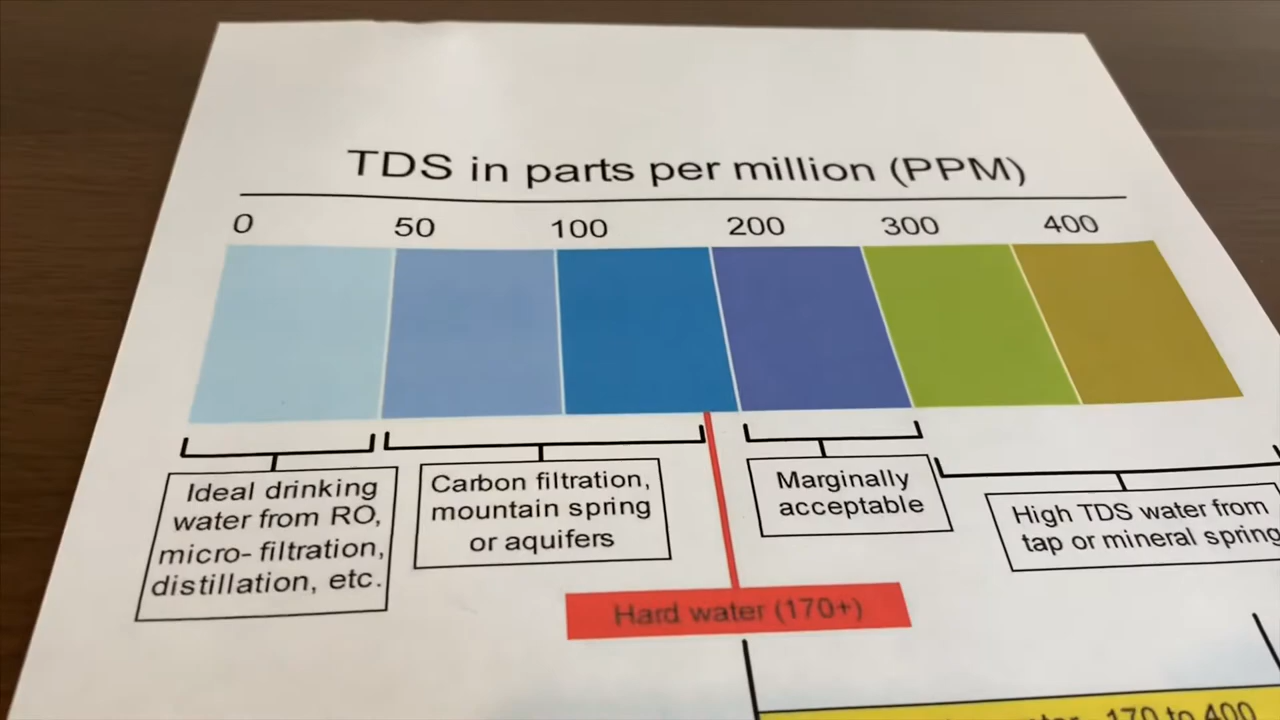 TDS in parts per million (PPM)
0 50 100 200 300 400
Ideal drinking
water from RO,
micro- filtration,
distillation, etc.
Carbon filtration,
mountain spring
or aquifers
Marginally
acceptable
High TDS water from
tap or mineral spring
Hard water (170+)
170 to 400